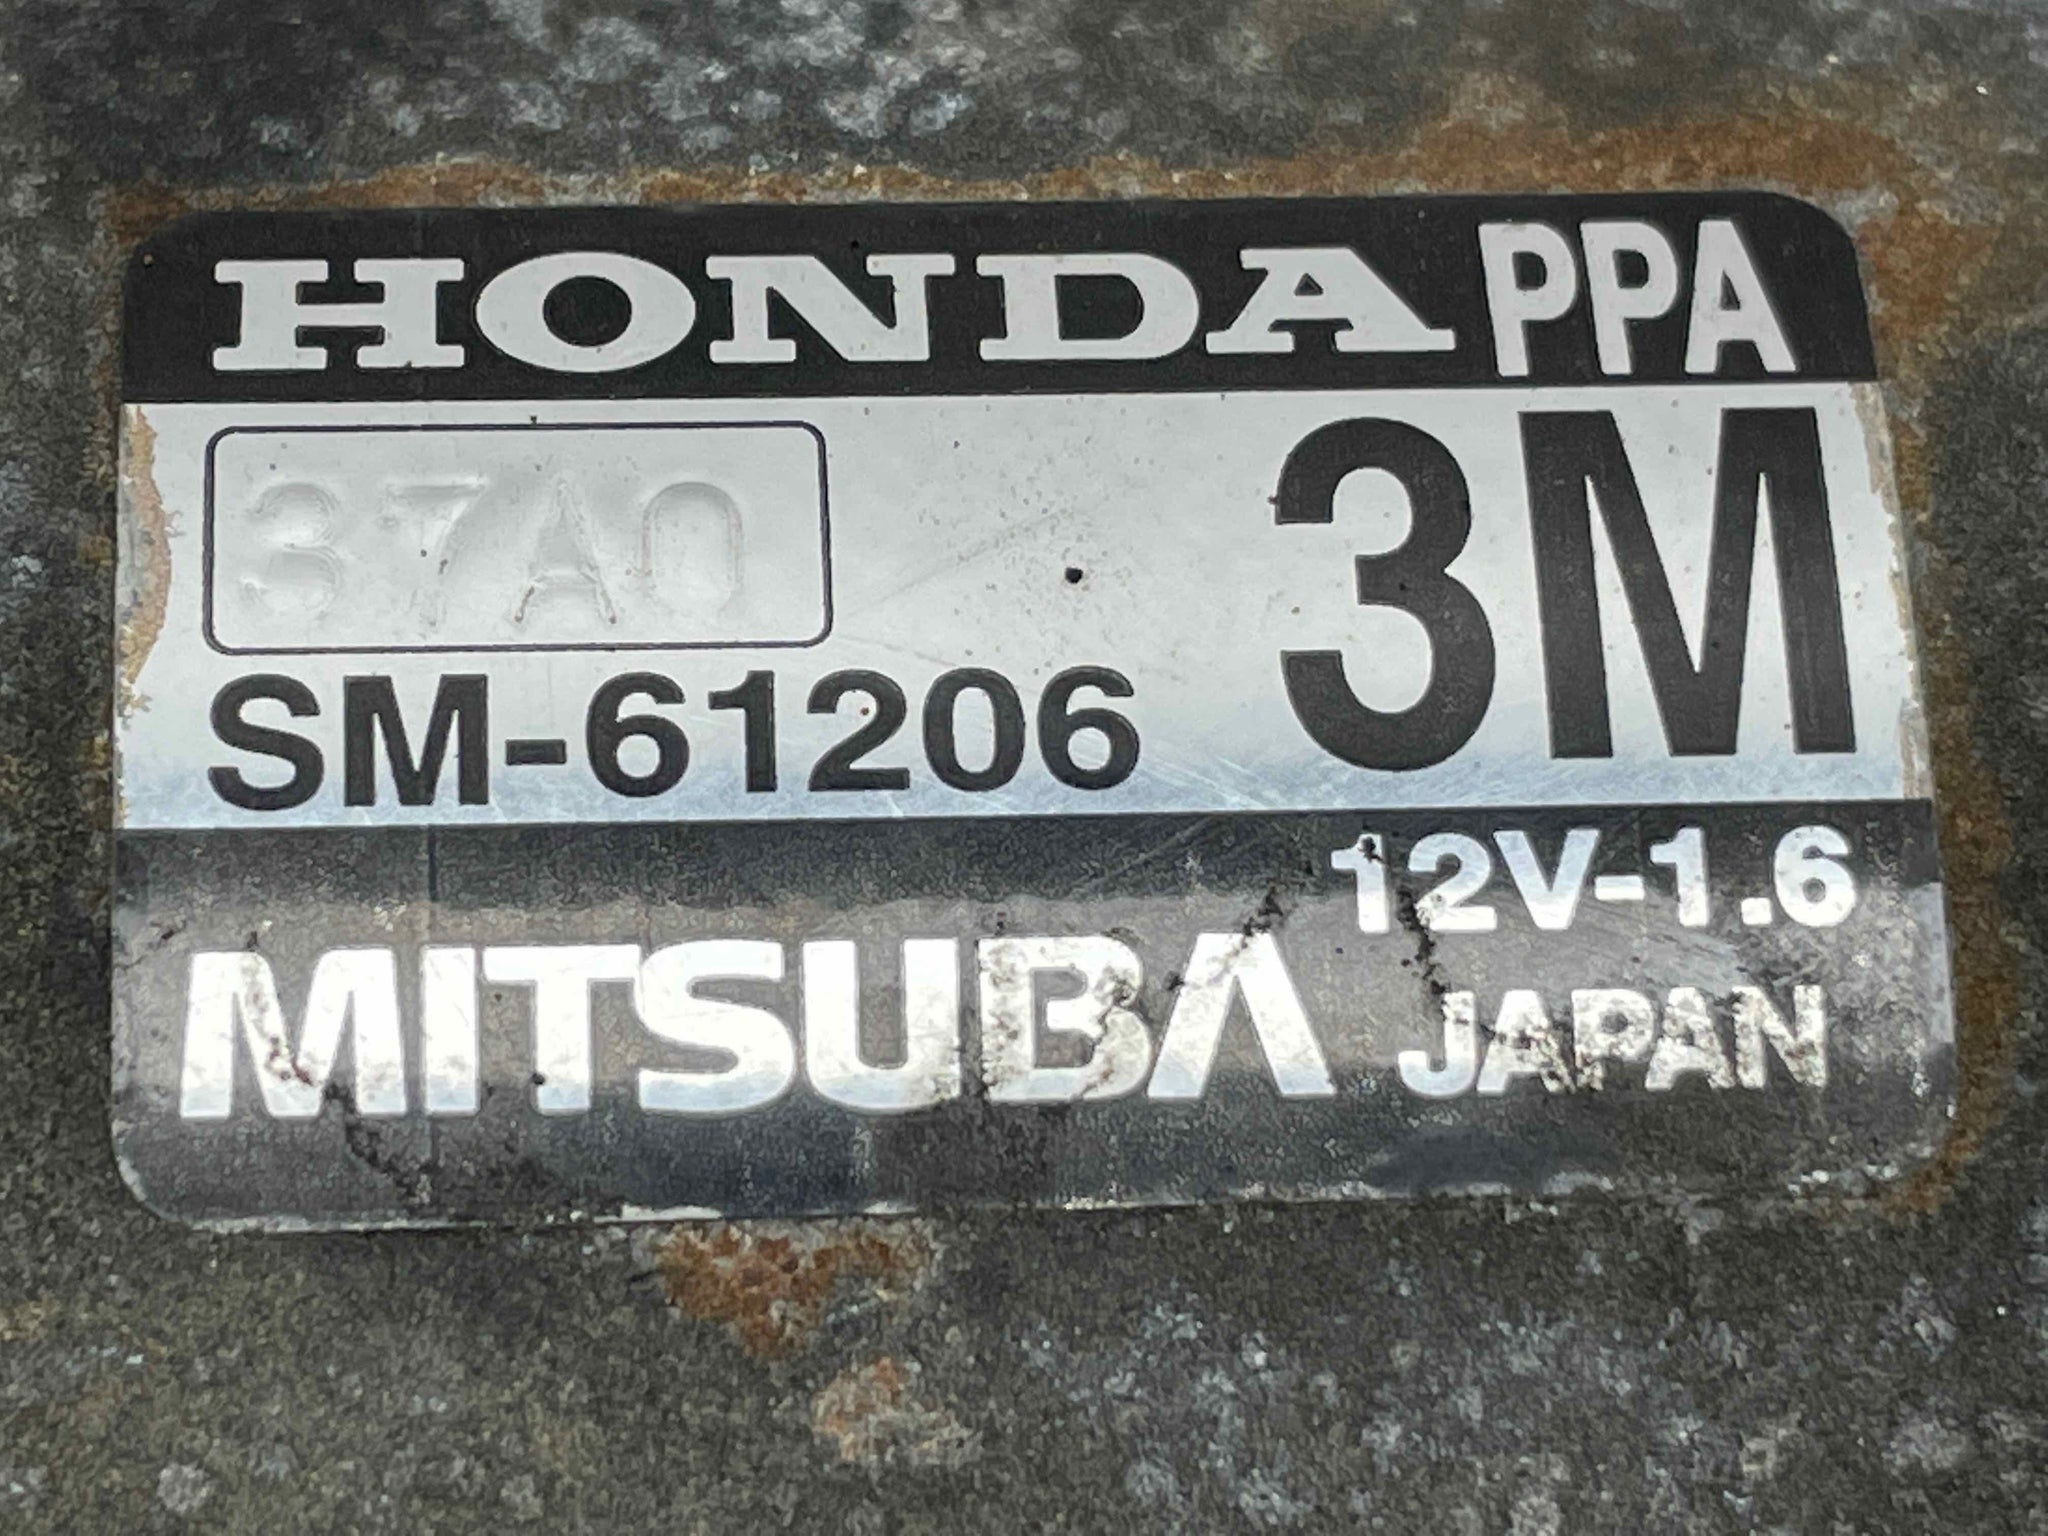 HONDA PPA
37A0
3M
SM-61206
12V-1.6
MITSUBA JAPAN